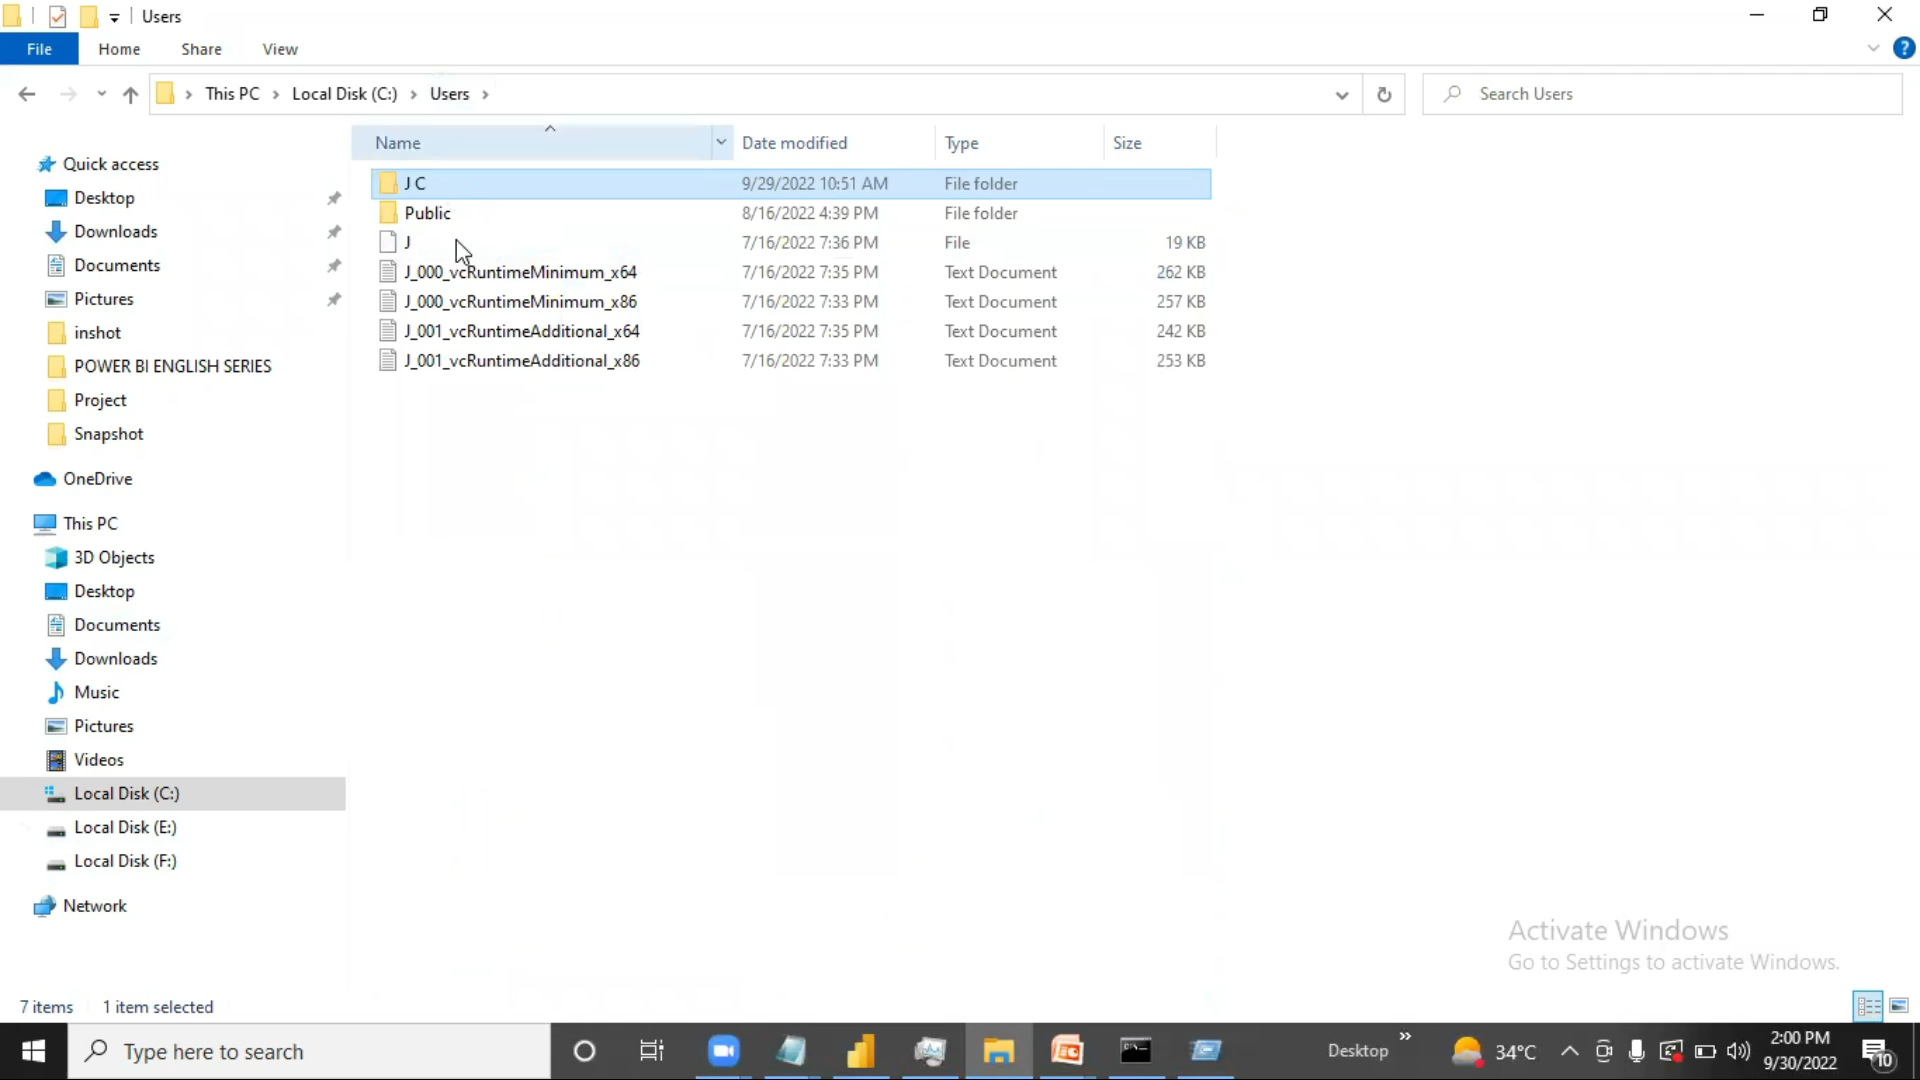 Users
File Home Share View
This PC Local Disk (C:) Users Search Users
Name Date modified Type Size
J C 9/29/2022 10:51 AM File folder
Public 8/16/2022 4:39 PM File folder
J 7/16/2022 7:36 PM File 19 KB
J_000_vcRuntimeMinimum_x64 7/16/2022 7:35 PM Text Document 262 KB
J_000_vcRuntimeMinimum_x86 7/16/2022 7:33 PM Text Document 257 KB
J_001_vcRuntimeAdditional_x64 7/16/2022 7:35 PM Text Document 242 KB
J_001_vcRuntimeAdditional_x86 7/16/2022 7:33 PM Text Document 253 KB
Quick access
Desktop
Downloads
Documents
Pictures
inshot
POWER BI ENGLISH SERIES
Project
Snapshot
OneDrive
This PC
3D Objects
Desktop
Documents
Downloads
Music
Pictures
Videos
Local Disk (C:)
Local Disk (E:)
Local Disk (F:)
Network
Activate Windows
Go to Settings to activate Windows.
7 items 1 item selected
Type here to search
Desktop
34°C
2:00 PM
9/30/2022
10